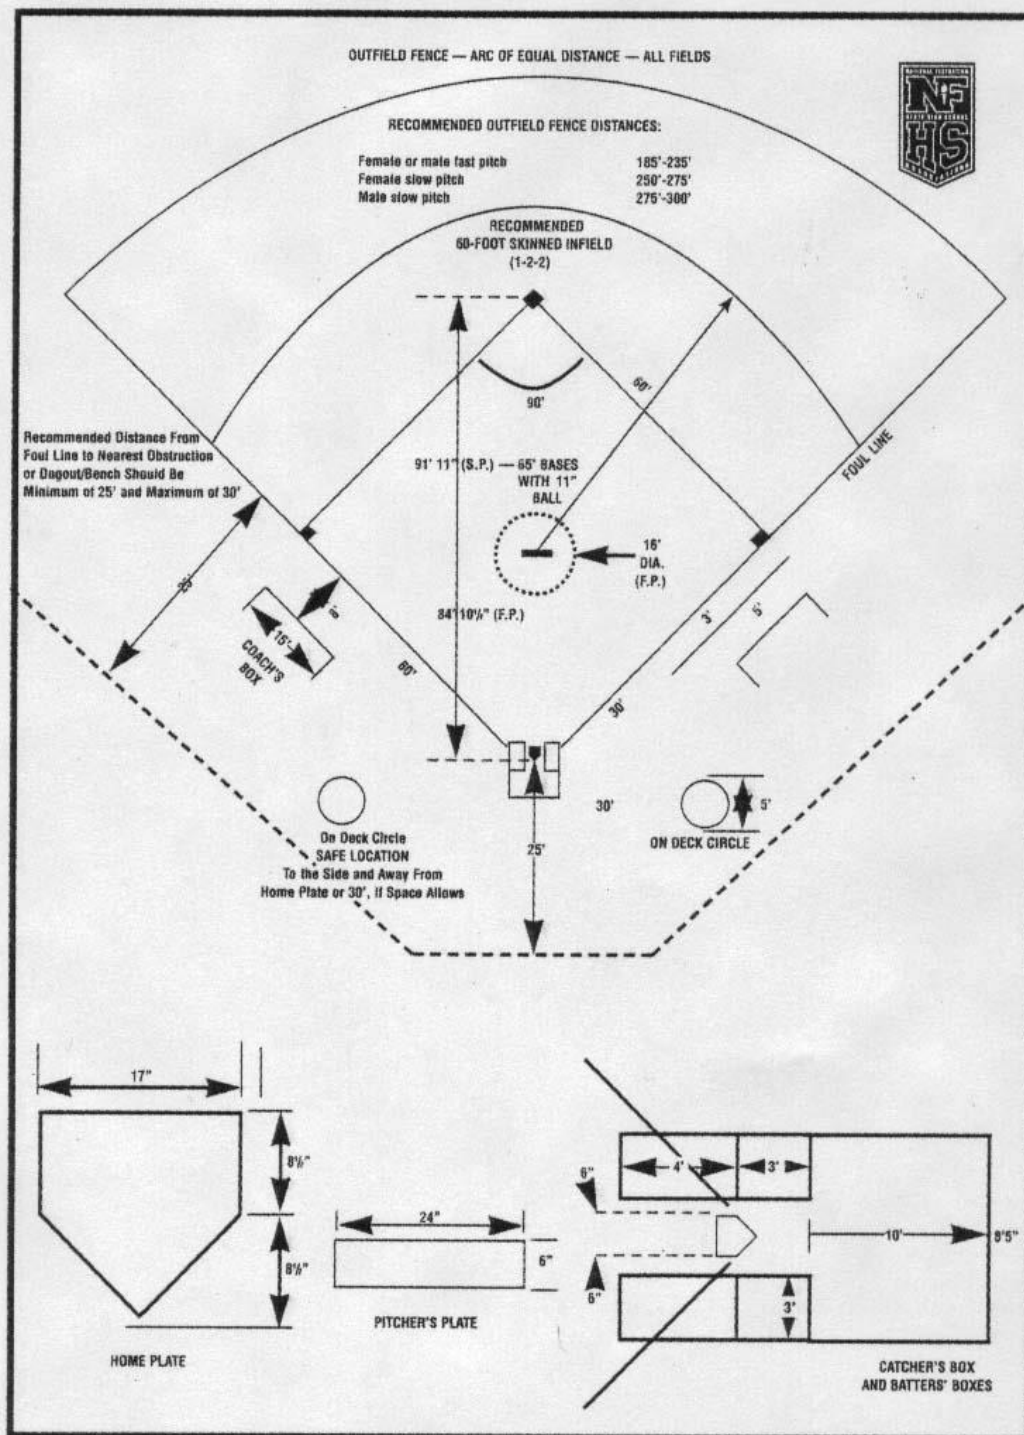 OUTFIELD FENCE — ARC OF EQUAL DISTANCE — ALL FIELDS
NF
HS
RECOMMENDED OUTFIELD FENCE DISTANCES:
Female or male fast pitch 185'-235'
Female slow pitch 250'-275'
Male slow pitch 275'-300'
RECOMMENDED
60-FOOT SKINNED INFIELD
(1-2-2)
60'
90'
FOUL LINE
Recommended Distance From
Foul Line to Nearest Obstruction
or Dugout/Bench Should Be
Minimum of 25' and Maximum of 30'
91' 11" (S.P.) — 65' BASES
WITH 11"
BALL
16'
DIA.
(F.P.)
84' 10¼" (F.P.)
3'
5'
15'
COACH'S
BOX
60'
30'
30'
5'
On Deck Circle
SAFE LOCATION
To the Side and Away From
Home Plate or 30', If Space Allows
25'
ON DECK CIRCLE
17"
8½"
8½"
HOME PLATE
24"
6"
PITCHER'S PLATE
4'
3'
6"
10'
8'5"
6"
3'
CATCHER'S BOX
AND BATTERS' BOXES